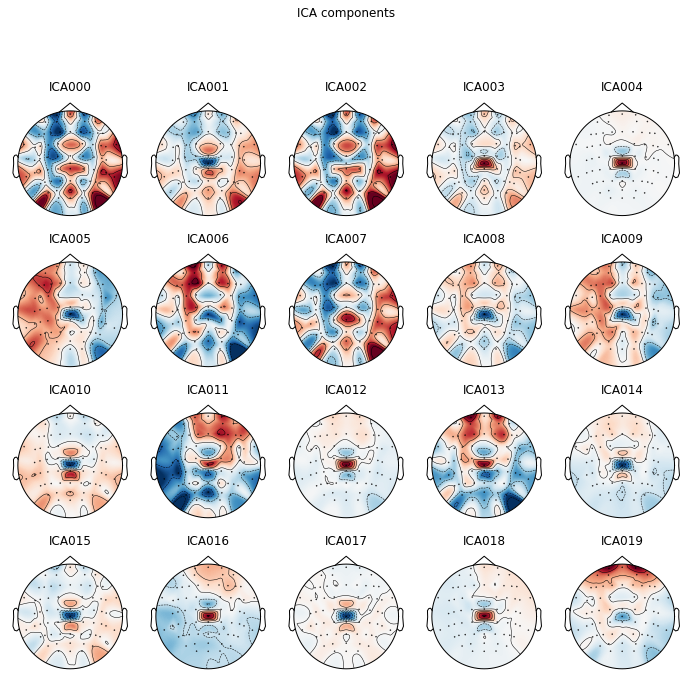 ICA components
ICA000 ICA001 ICA002 ICA003 ICA004
ICA005 ICA006 ICA007 ICA008 ICA009
ICA010 ICA011 ICA012 ICA013 ICA014
ICA015 ICA016 ICA017 ICA018 ICA019